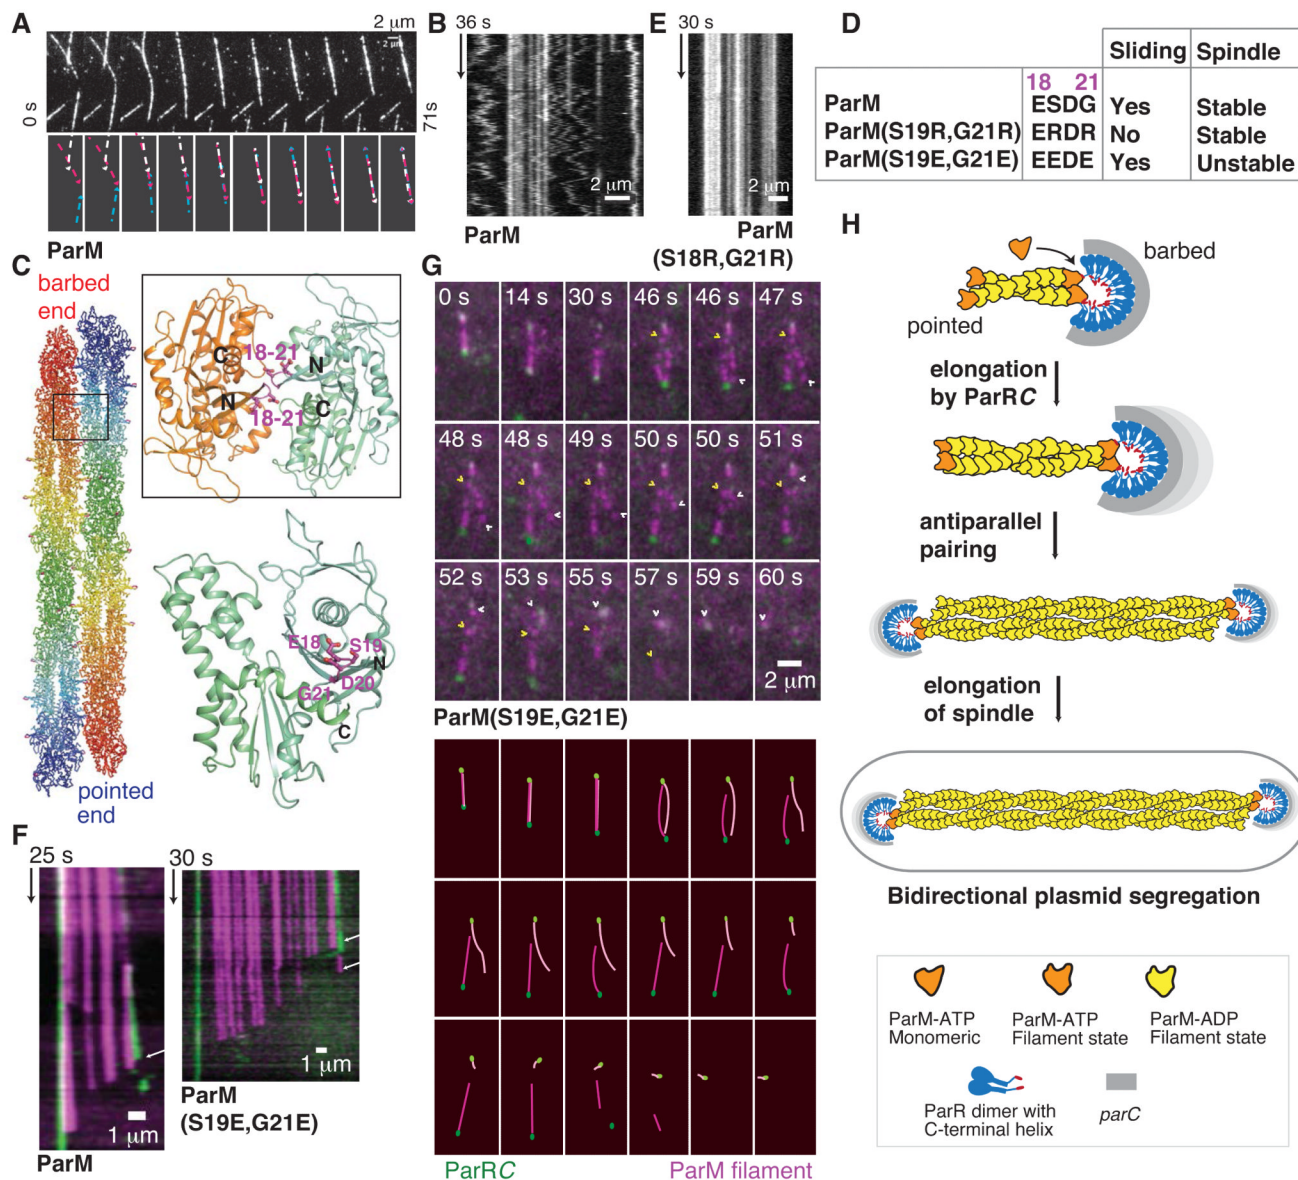 A
2 μm
2 μm
0 s
71s
ParM
B
36 s
2 μm
ParM
E
30 s
2 μm
ParM
(S18R,G21R)
D
Sliding Spindle
18 21
ParM ESDG Yes Stable
ParM(S19R,G21R) ERDR No Stable
ParM(S19E,G21E) EEDE Yes Unstable
C
barbed
end
pointed
end
C
18-21
N
N
18-21
C
E18
S19
N
G21
D20
C
F
25 s
1 μm
ParM
30 s
1 μm
ParM
(S19E,G21E)
G
0 s 14 s 30 s 46 s 46 s 47 s
48 s 48 s 49 s 50 s 50 s 51 s
52 s 53 s 55 s 57 s 59 s 60 s
2 μm
ParM(S19E,G21E)
ParRC
ParM filament
H
barbed
pointed
elongation
by ParRC
antiparallel
pairing
elongation
of spindle
Bidirectional plasmid segregation
ParM-ATP
Monomeric
ParM-ATP
Filament state
ParM-ADP
Filament state
ParR dimer with
C-terminal helix
parC